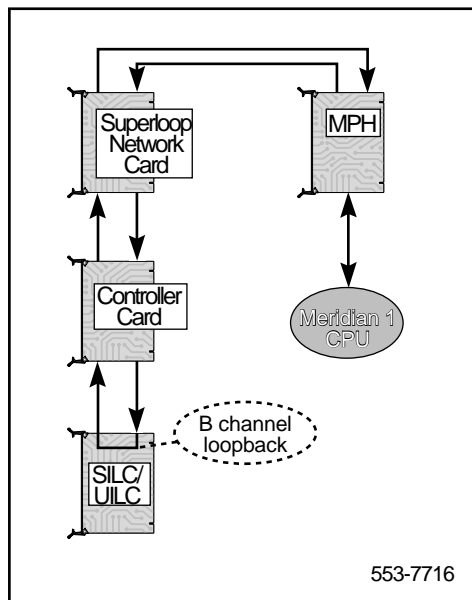 Superloop
Network
Card
MPH
Controller
Card
Meridian 1
CPU
B channel
loopback
SILC/
UILC
553-7716